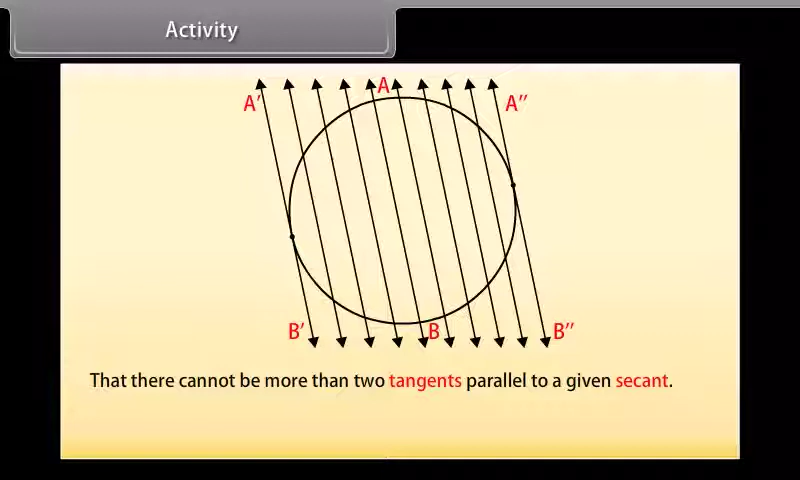 Activity
A' A A''
B' B B''
That there cannot be more than two tangents parallel to a given secant.